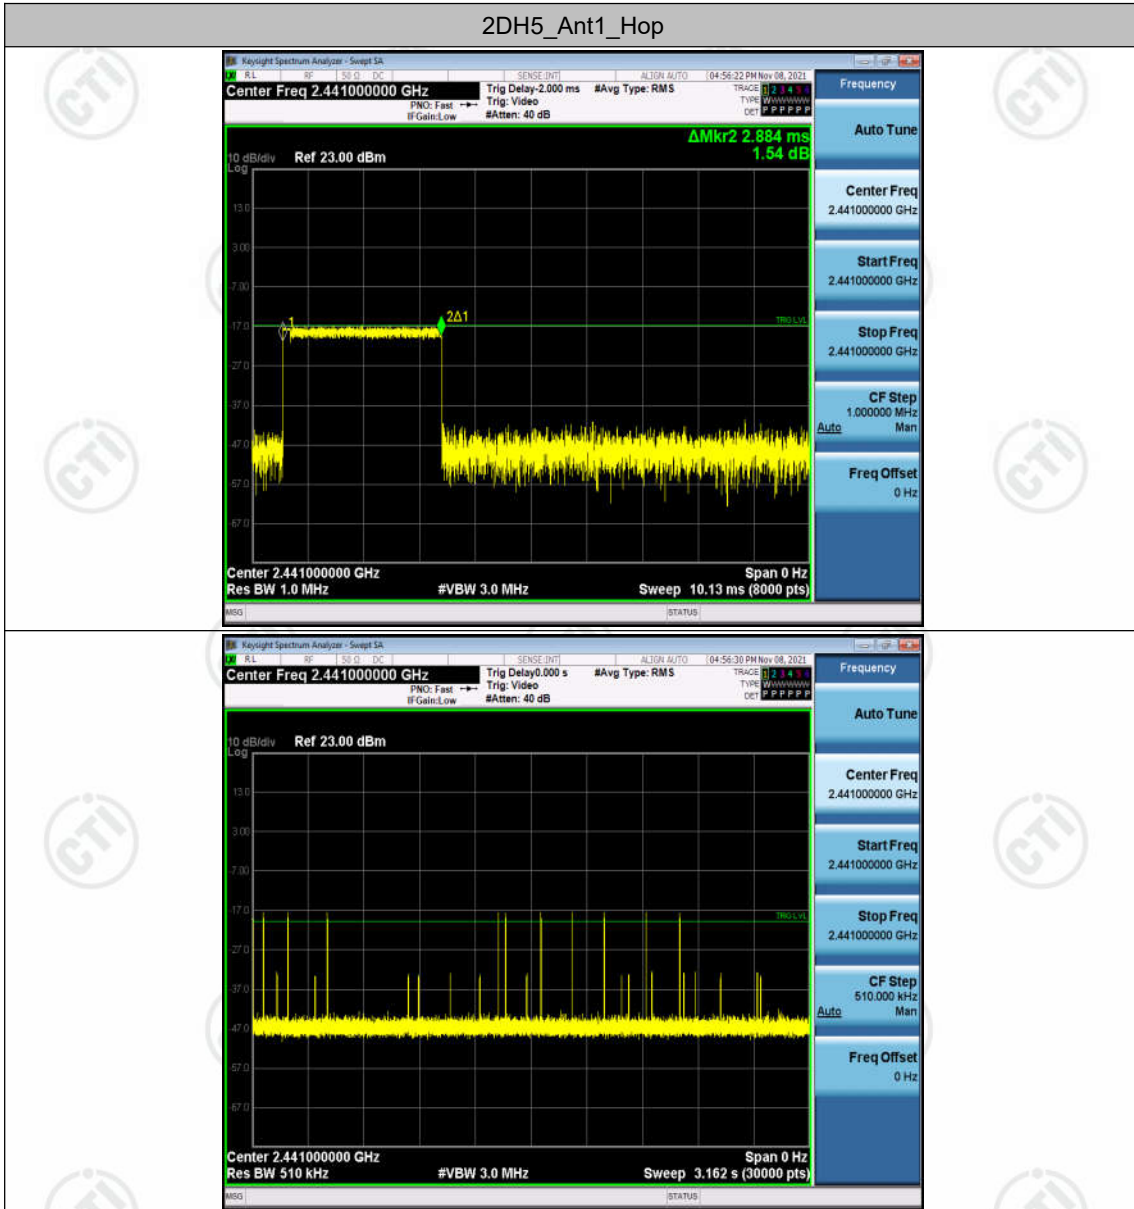 2DH5_Ant1_Hop
Keysight Spectrum Analyzer - Swept SA
RL RF 50 Ω DC SENSE:INT ALIGN AUTO 04:56:22 PM Nov 08, 2021
Center Freq 2.441000000 GHz Trig Delay-2.000 ms #Avg Type: RMS TRACE 1 2 3 4 5 6
PNO: Fast Trig: Video TYPE WWWWWW
IFGain:Low #Atten: 40 dB DET P P P P P P
ΔMkr2 2.884 ms
1.54 dB
10 dB/div Ref 23.00 dBm
Log
13.0
3.00
-7.00
-17.0
-27.0
-37.0
-47.0
-57.0
-67.0
1
2Δ1
TRIG LVL
Center 2.441000000 GHz Span 0 Hz
Res BW 1.0 MHz #VBW 3.0 MHz Sweep 10.13 ms (8000 pts)
MSG STATUS
Frequency
Auto Tune
Center Freq
2.441000000 GHz
Start Freq
2.441000000 GHz
Stop Freq
2.441000000 GHz
CF Step
1.000000 MHz
Auto Man
Freq Offset
0 Hz
Keysight Spectrum Analyzer - Swept SA
RL RF 50 Ω DC SENSE:INT ALIGN AUTO 04:56:30 PM Nov 08, 2021
Center Freq 2.441000000 GHz Trig Delay0.000 s #Avg Type: RMS TRACE 1 2 3 4 5 6
PNO: Fast Trig: Video TYPE WWWWWW
IFGain:Low #Atten: 40 dB DET P P P P P P
10 dB/div Ref 23.00 dBm
Log
13.0
3.00
-7.00
-17.0
-27.0
-37.0
-47.0
-57.0
-67.0
TRIG LVL
Center 2.441000000 GHz Span 0 Hz
Res BW 510 kHz #VBW 3.0 MHz Sweep 3.162 s (30000 pts)
MSG STATUS
Frequency
Auto Tune
Center Freq
2.441000000 GHz
Start Freq
2.441000000 GHz
Stop Freq
2.441000000 GHz
CF Step
510.000 kHz
Auto Man
Freq Offset
0 Hz
CTI
CTI
CTI
CTI
CTI
CTI